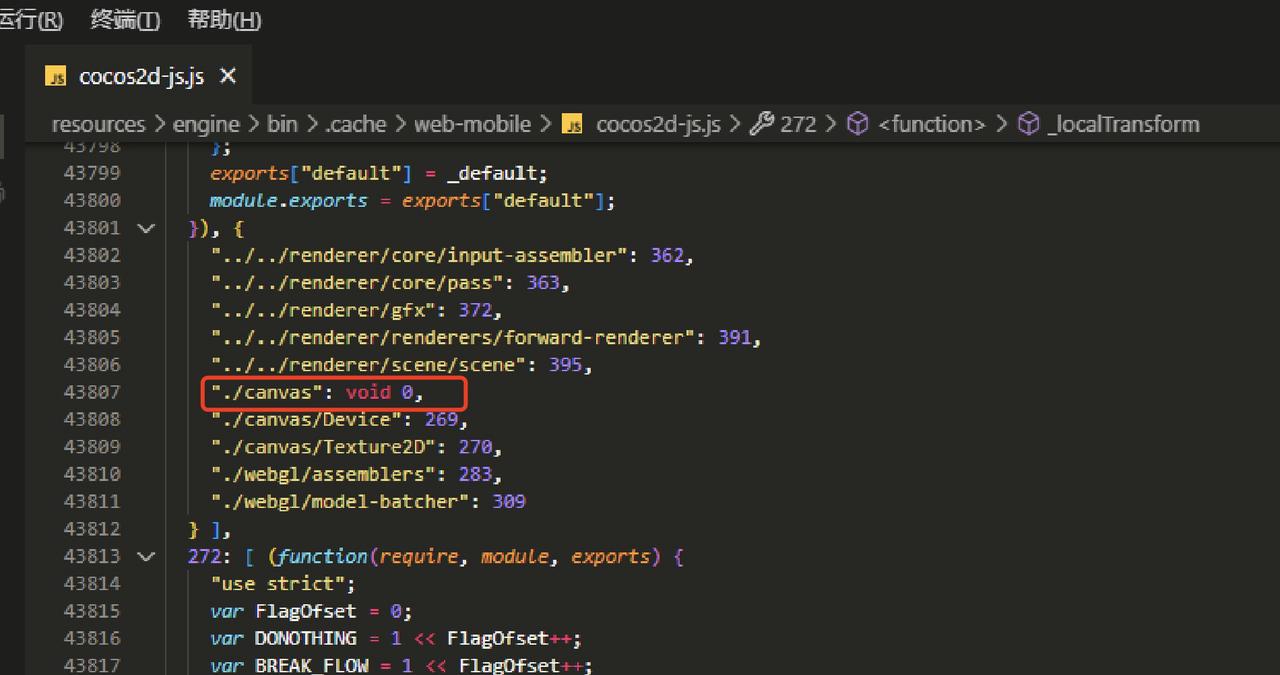 运行(R) 终端(T) 帮助(H)
JS cocos2d-js.js ×
resources > engine > bin > .cache > web-mobile > JS cocos2d-js.js > 272 > <function> > _localTransform
43798 };
43799 exports["default"] = _default;
43800 module.exports = exports["default"];
43801 }), {
43802 "../../renderer/core/input-assembler": 362,
43803 "../../renderer/core/pass": 363,
43804 "../../renderer/gfx": 372,
43805 "../../renderer/renderers/forward-renderer": 391,
43806 "../../renderer/scene/scene": 395,
43807 "./canvas": void 0,
43808 "./canvas/Device": 269,
43809 "./canvas/Texture2D": 270,
43810 "./webgl/assemblers": 283,
43811 "./webgl/model-batcher": 309
43812 } ],
43813 272: [ (function(require, module, exports) {
43814 "use strict";
43815 var FlagOfset = 0;
43816 var DONOTHING = 1 << FlagOfset++;
43817 var BREAK_FLOW = 1 << FlagOfset++;